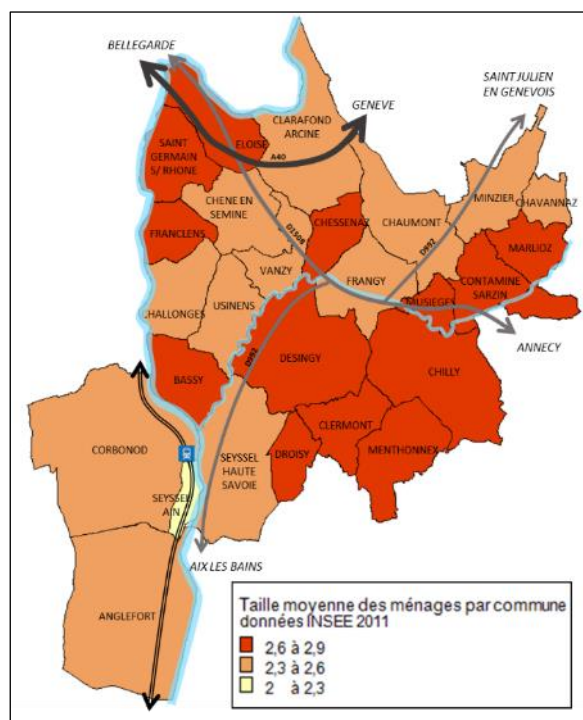 BELLEGARDE
SAINT JULIEN
EN GENEVOIS
GENEVE
CLARAFOND
ARCINE
ELOISE
A40
SAINT
GERMAIN
S/ RHONE
CHENE EN
SEMINE
MINZIER
CHAVANNAZ
CHESSENAZ
CHAUMONT
FRANCLENS
D1508
D992
MARLIOZ
VANZY
FRANGY
CONTAMINE
SARZIN
MUSIEGES
CHALLONGES
USINENS
ANNECY
D992
DESINGY
BASSY
CHILLY
CLERMONT
CORBONOD
SEYSSEL
HAUTE
SAVOIE
DROISY
MENTHONNEX
SEYSSEL
AIN
AIX LES BAINS
ANGLEFORT
Taille moyenne des ménages par commune
données INSEE 2011
2,6 à 2,9
2,3 à 2,6
2 à 2,3